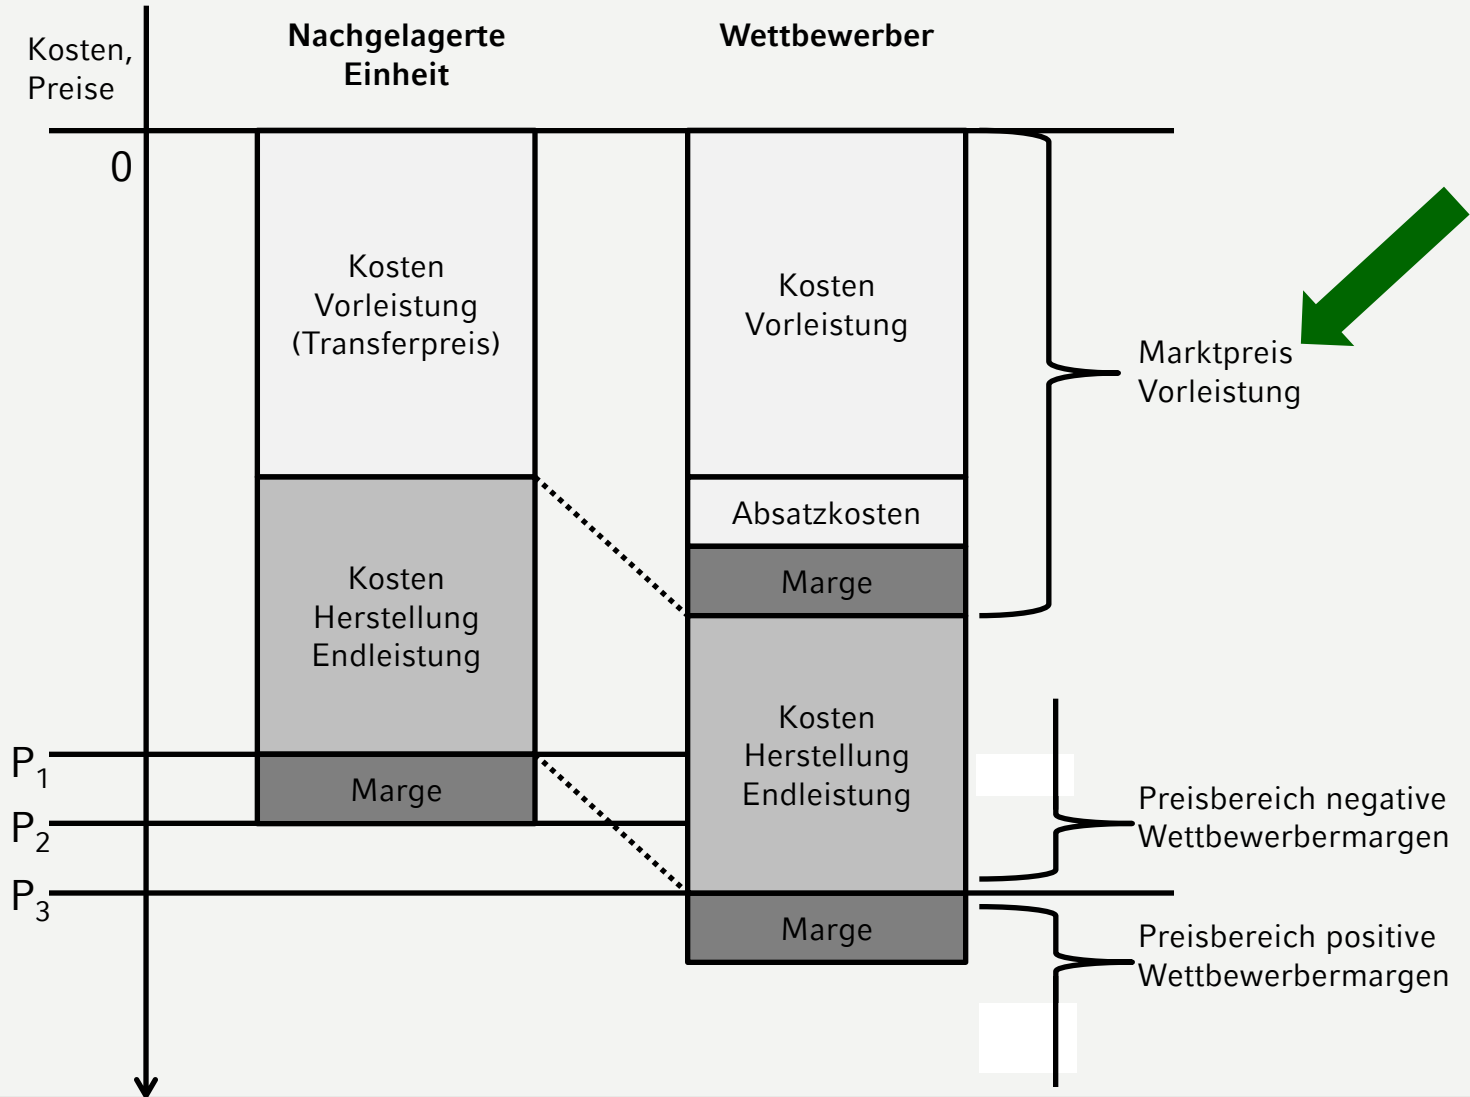 Kosten,
Preise
Nachgelagerte
Einheit
Wettbewerber
0
Kosten
Vorleistung
(Transferpreis)
Kosten
Vorleistung
Marktpreis
Vorleistung
Absatzkosten
Marge
Kosten
Herstellung
Endleistung
Kosten
Herstellung
Endleistung
P1
Marge
P2
Preisbereich negative
Wettbewerbermargen
P3
Marge
Preisbereich positive
Wettbewerbermargen